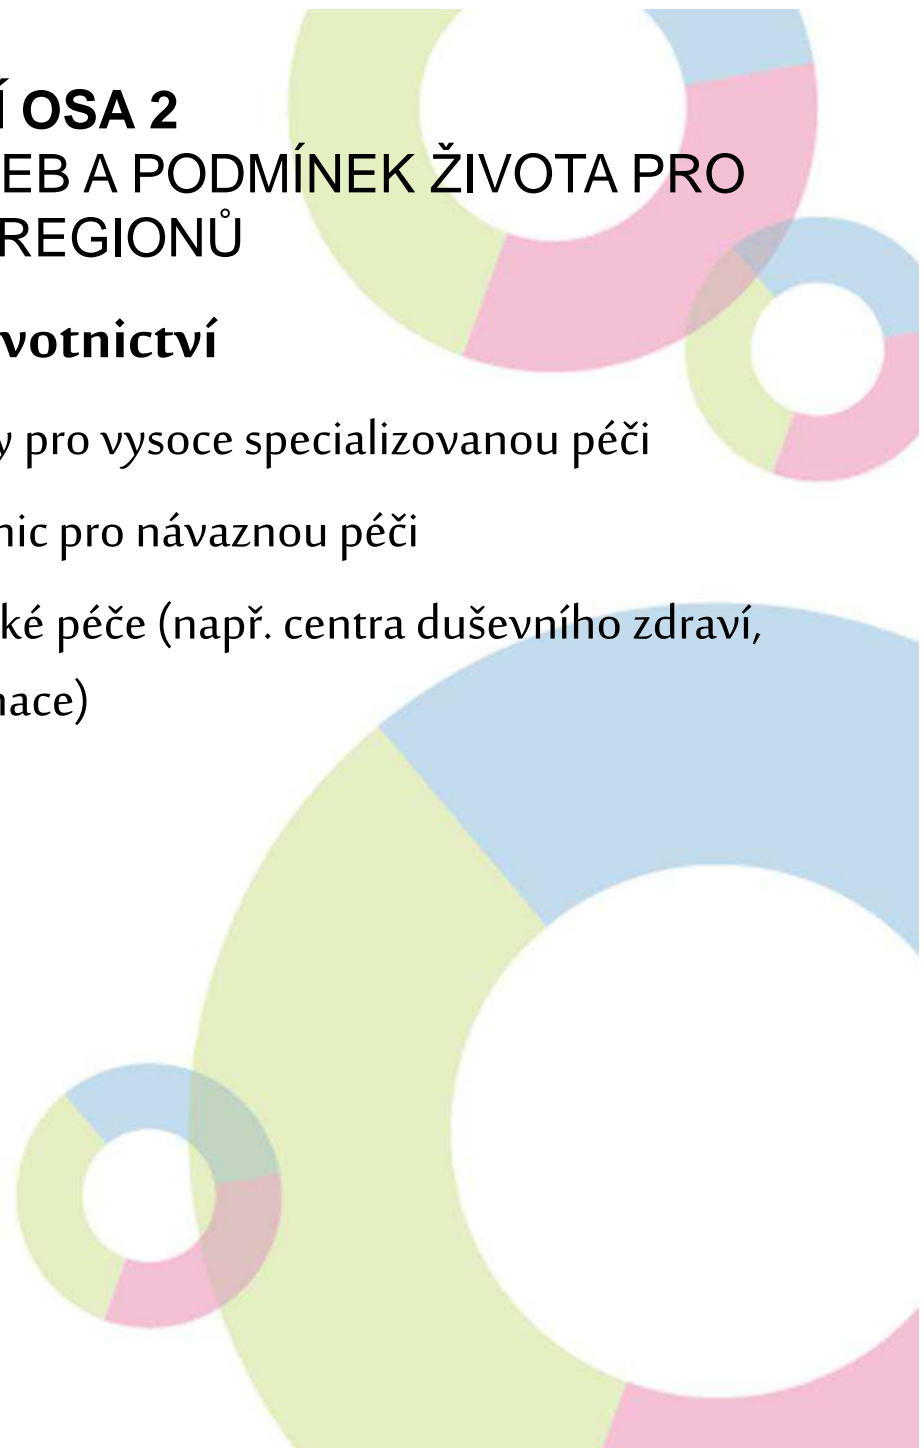 Í OSA 2
EB A PODMÍNEK ŽIVOTA PRO
REGIONŮ
votnictví
y pro vysoce specializovanou péči
nic pro návaznou péči
ké péče (např. centra duševního zdraví,
nace)